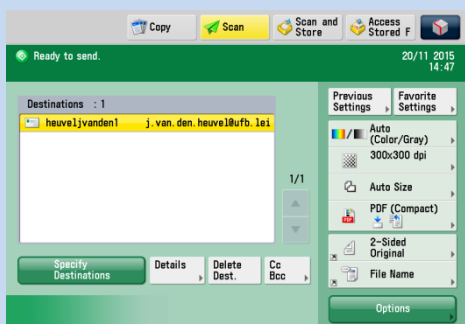 Copy
Scan
Scan and
Store
Access
Stored F
Ready to send.
20/11 2015
14:47
Destinations : 1
heuveljvanden1 j.van.den.heuvel@ufb.lei
1/1
Specify
Destinations
Details
Delete
Dest.
Cc
Bcc
Previous
Settings
Favorite
Settings
Auto
(Color/Gray)
300x300 dpi
Auto Size
PDF (Compact)
2-Sided
Original
File Name
Options